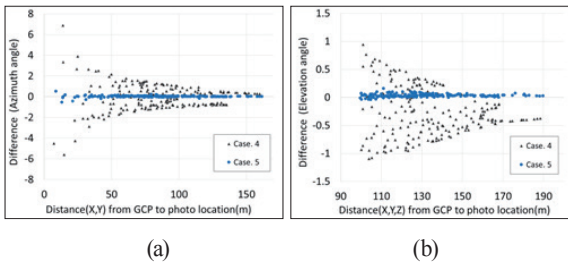 8
6
4
2
0
-2
-4
-6
-8
Difference (Azimuth angle)
0
50
100
150
Distance(X,Y) from GCP to photo location(m)
Case. 4
Case. 5
(a)
1.5
1
0.5
0
-0.5
-1
-1.5
Difference (Elevation angle)
90
110
130
150
170
190
Distance(X,Y,Z) from GCP to photo location(m)
Case. 4
Case. 5
(b)